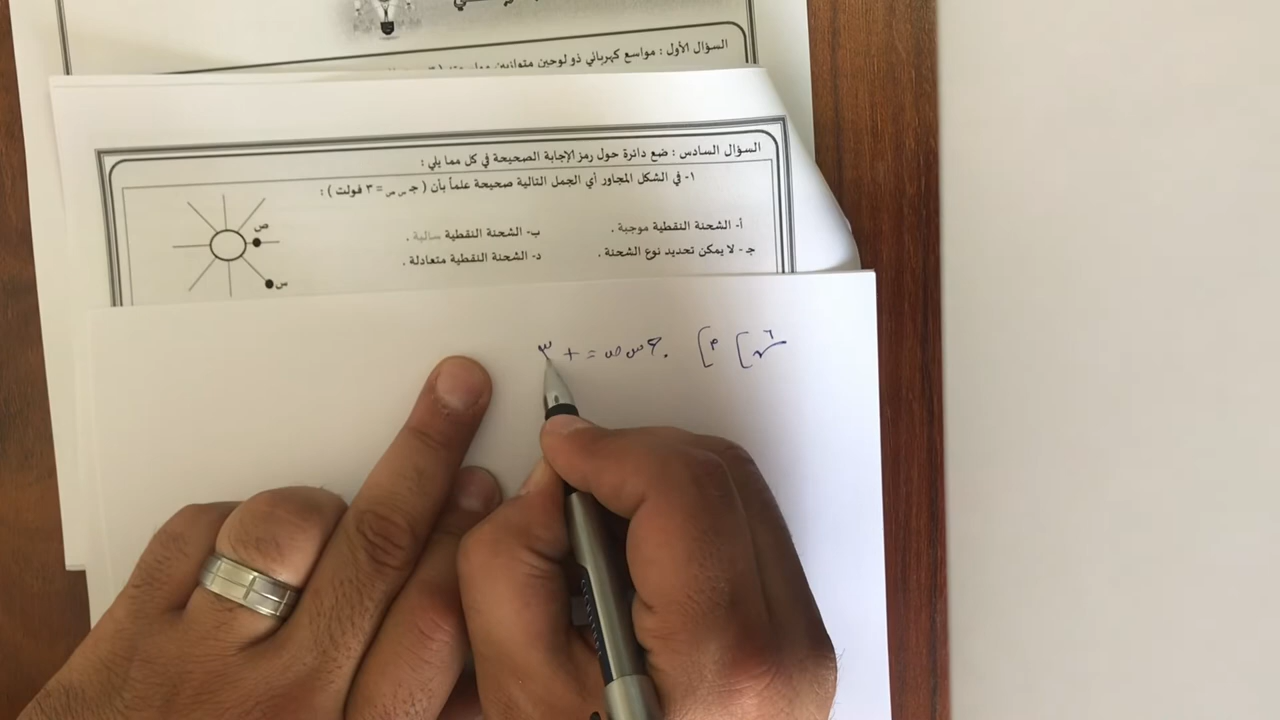 السؤال الأول : مواسع كهربائي ذو لوحين متوازيين
السؤال السادس : ضع دائرة حول رمز الإجابة الصحيحة في كل مما يلي :
١- في الشكل المجاور أي الجمل التالية صحيحة علماً بأن ( جـ س ص = ٣ فولت ) :
أ- الشحنة النقطية موجبة . ب- الشحنة النقطية سالبة .
جـ - لا يمكن تحديد نوع الشحنة . د- الشحنة النقطية متعادلة .
ص
س
جـ س ص = + ٣